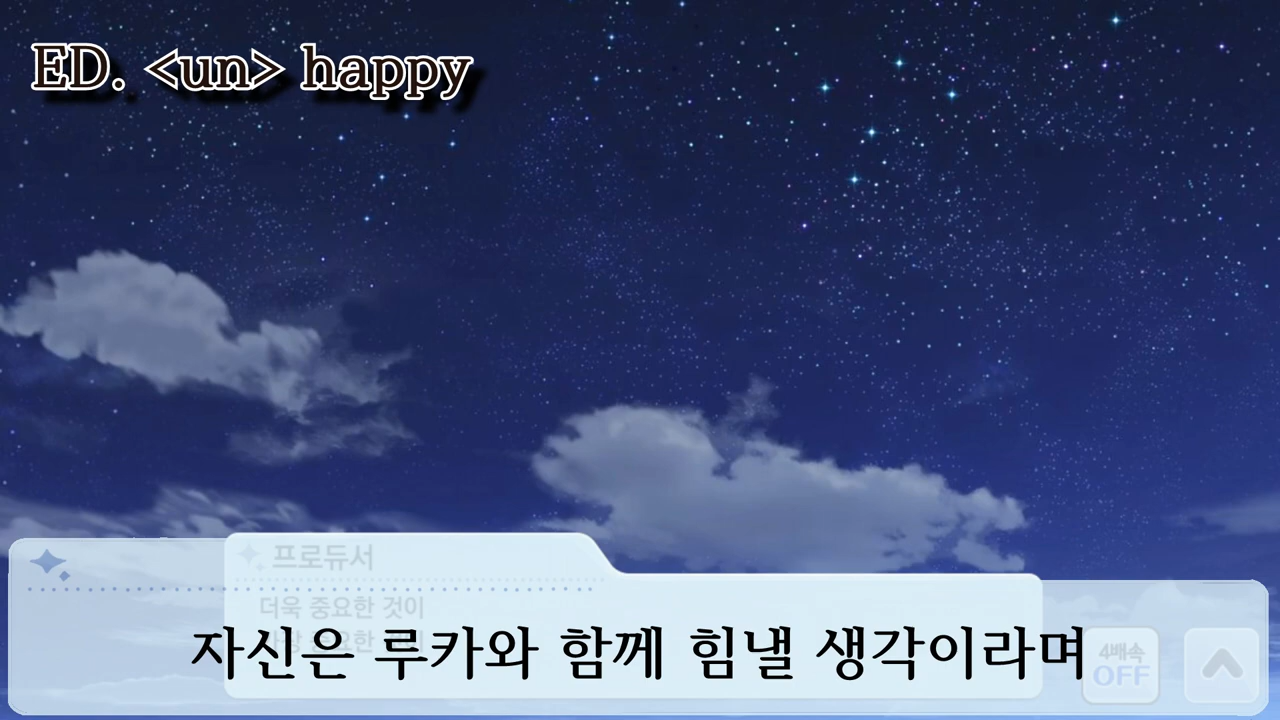 ED. <un> happy
프로듀서
더욱 중요한 것이
자신은 루카와 함께 힘낼 생각이라며
4배속
OFF